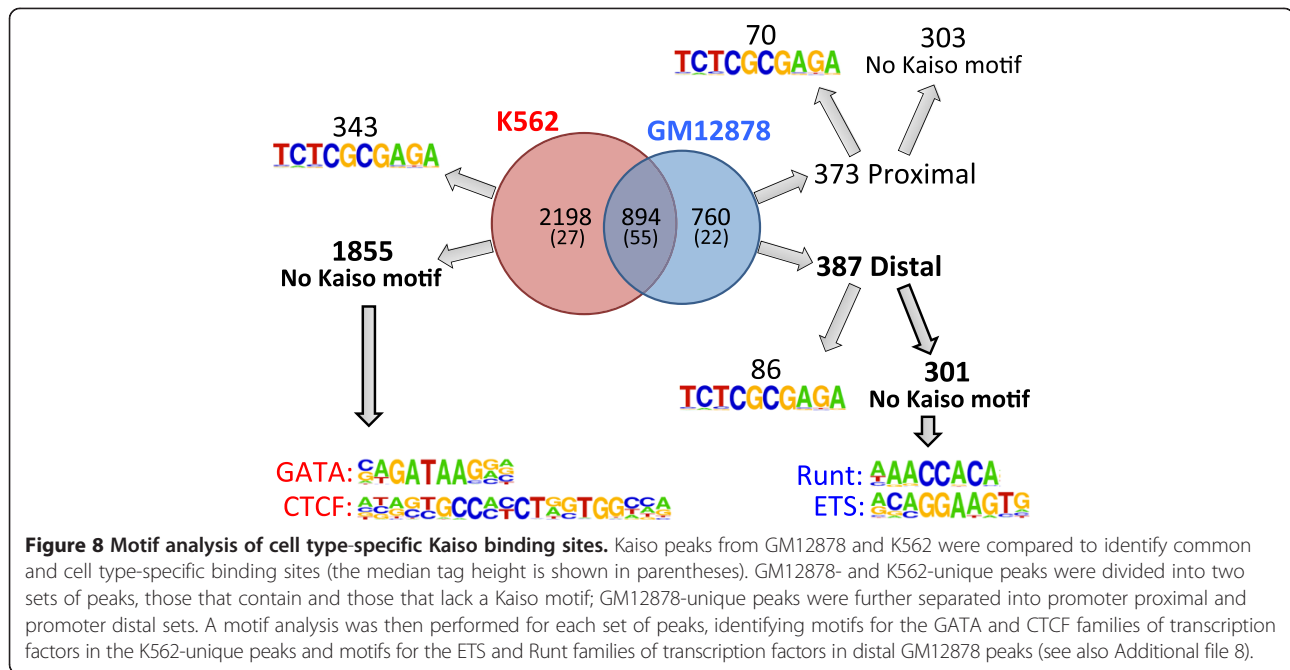 70
TCTCGCGAGA
303
No Kaiso motif
K562
GM12878
343
TCTCGCGAGA
373 Proximal
2198
(27)
894
(55)
760
(22)
1855
No Kaiso motif
387 Distal
86
TCTCGCGAGA
301
No Kaiso motif
GATA:
AGATAAG
CTCF:
GCC CT GTGG
Runt:
AAACCACA
ETS:
ACAGGAAGTG
Figure 8 Motif analysis of cell type-specific Kaiso binding sites. Kaiso peaks from GM12878 and K562 were compared to identify common
and cell type-specific binding sites (the median tag height is shown in parentheses). GM12878- and K562-unique peaks were divided into two
sets of peaks, those that contain and those that lack a Kaiso motif; GM12878-unique peaks were further separated into promoter proximal and
promoter distal sets. A motif analysis was then performed for each set of peaks, identifying motifs for the GATA and CTCF families of transcription
factors in the K562-unique peaks and motifs for the ETS and Runt families of transcription factors in distal GM12878 peaks (see also Additional file 8).